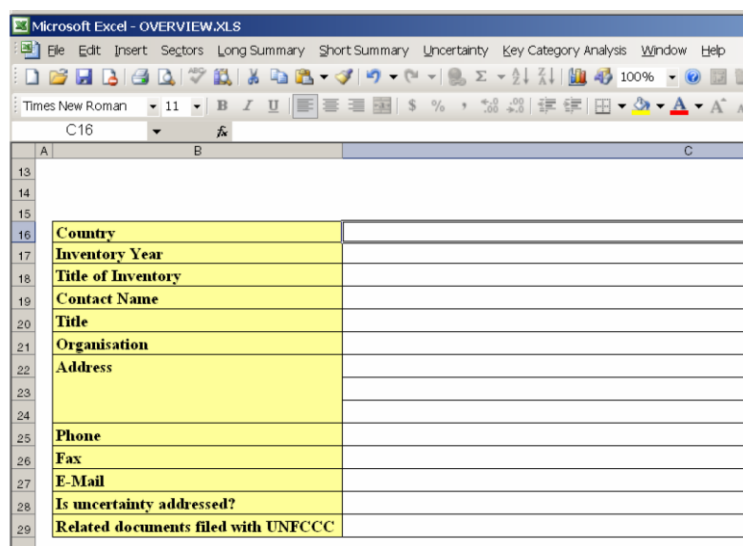 Microsoft Excel - OVERVIEW.XLS
File Edit Insert Sectors Long Summary Short Summary Uncertainty Key Category Analysis Window Help
100%
Times New Roman 11 B I U $ % , A A
C16 fx
A B C
13
14
15
16 Country
17 Inventory Year
18 Title of Inventory
19 Contact Name
20 Title
21 Organisation
22 Address
23
24
25 Phone
26 Fax
27 E-Mail
28 Is uncertainty addressed?
29 Related documents filed with UNFCCC